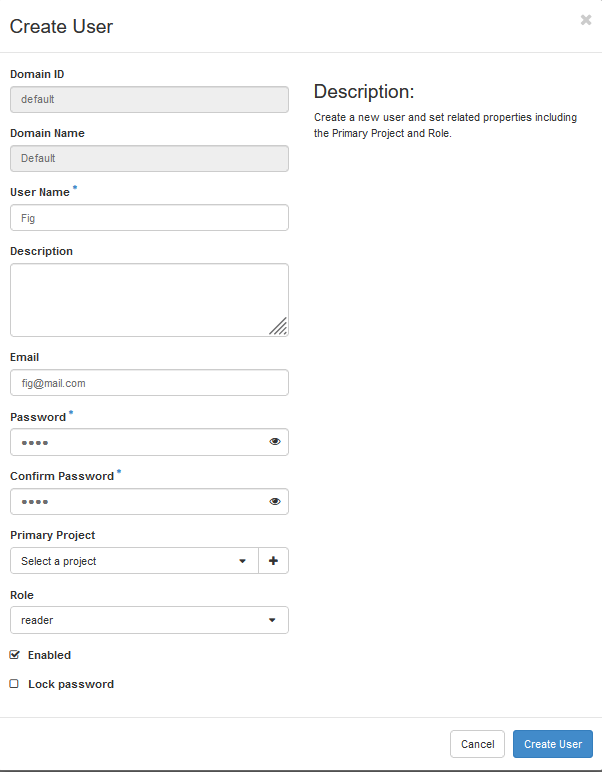 Create User
×
Domain ID
default
Domain Name
Default
User Name *
Fig
Description
Email
fig@mail.com
Password *
••••
Confirm Password *
••••
Primary Project
Select a project
+
Role
reader
Enabled
Lock password
Description:
Create a new user and set related properties including
the Primary Project and Role.
Cancel
Create User